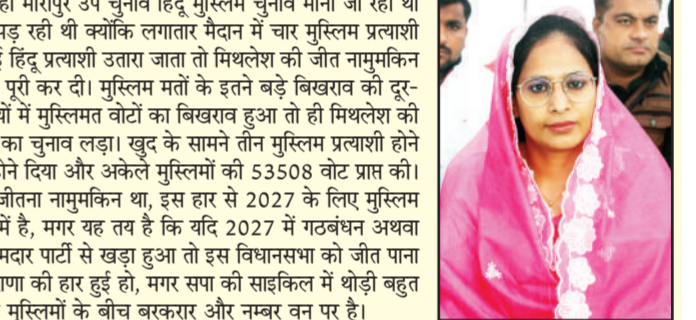 मीरापुर उप चुनाव हिंदू मुस्लिम चुनाव माना जा रहा था
पड़ रही थी क्योंकि लगातार मैदान में चार मुस्लिम प्रत्याशी
हिंदू प्रत्याशी उतारा जाता तो मिथलेश की जीत नामुमकिन
पूरी कर दी। मुस्लिम मतों के इतने बड़े बिखराव की दूर-
में मुस्लिमत वोटों का बिखराव हुआ तो ही मिथलेश की
का चुनाव लड़ा। खुद के सामने तीन मुस्लिम प्रत्याशी होने
होने दिया और अकेले मुस्लिमों की 53508 वोट प्राप्त की।
जीतना नामुमकिन था, इस हार से 2027 के लिए मुस्लिम
में है, मगर यह तय है कि यदि 2027 में गठबंधन अथवा
पार्टी से खड़ा हुआ तो इस विधानसभा को जीत पाना
की हार हुई हो, मगर सपा की साइकिल में थोड़ी बहुत
मुस्लिमों के बीच बरकरार और नम्बर वन पर है।